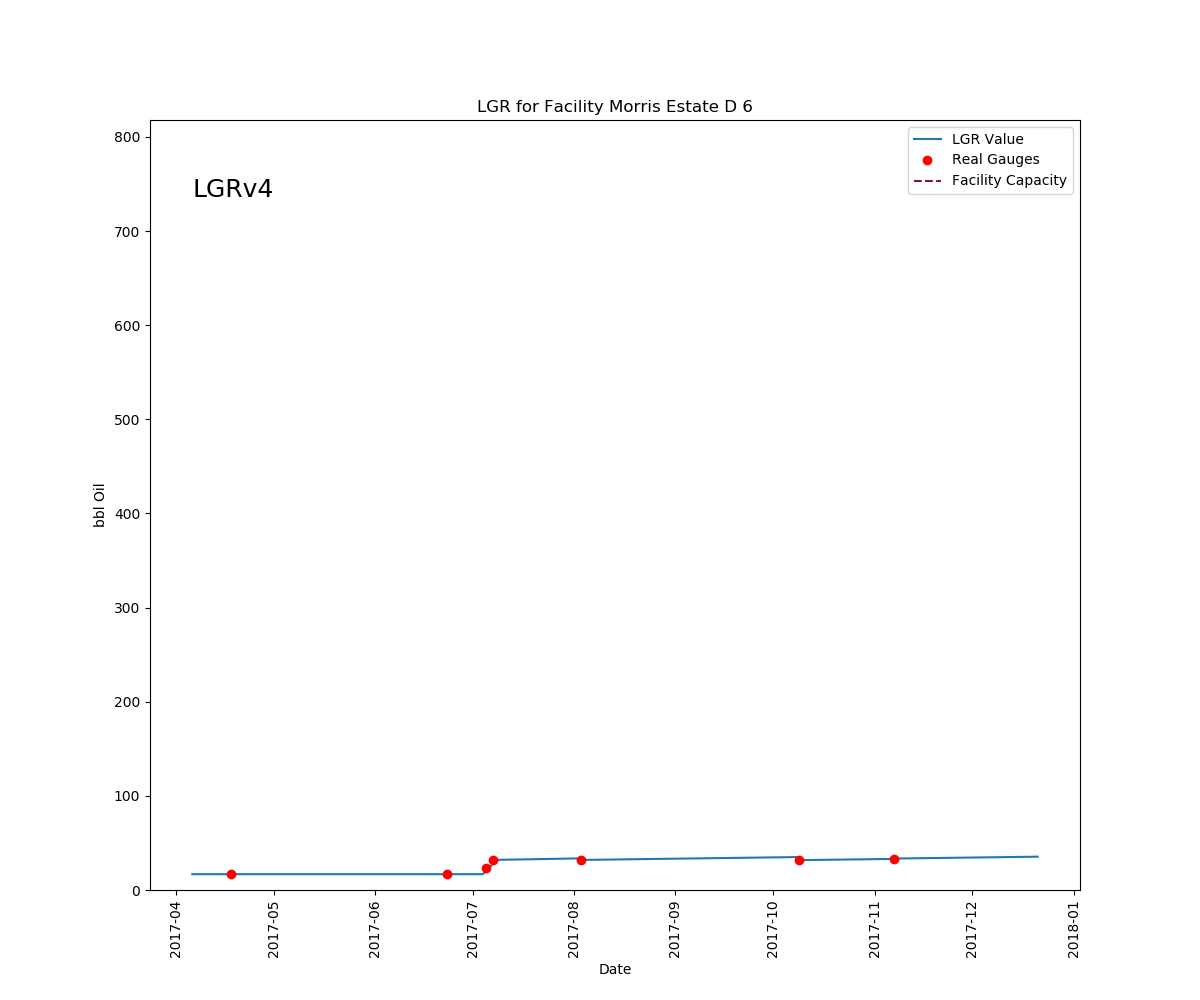 LGR for Facility Morris Estate D 6
LGRv4
LGR Value
Real Gauges
Facility Capacity
800
700
600
500
400
300
200
100
0
bbl Oil
2017-04
2017-05
2017-06
2017-07
2017-08
2017-09
2017-10
2017-11
2017-12
2018-01
Date